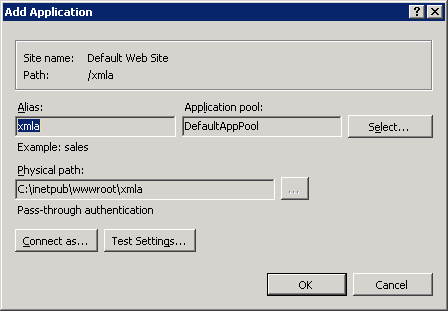 Add Application
Site name: Default Web Site
Path: /xmla
Alias: Application pool:
xmla DefaultAppPool Select...
Example: sales
Physical path:
C:\inetpub\wwwroot\xmla ...
Pass-through authentication
Connect as... Test Settings...
OK Cancel